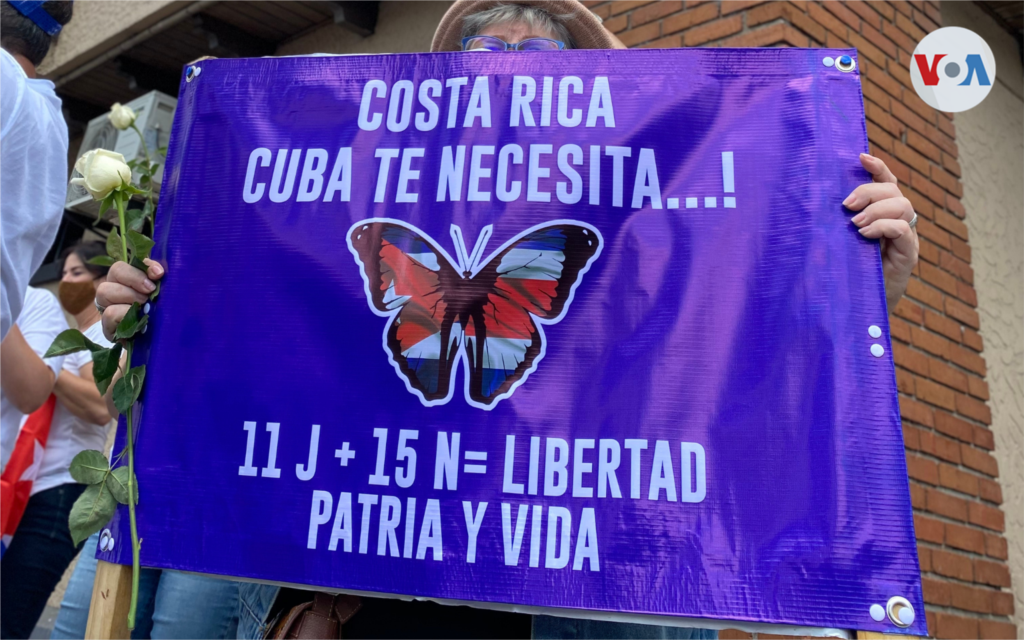 VOA
COSTA RICA
CUBA TE NECESITA....!
11 J + 15 N= LIBERTAD
PATRIA Y VIDA